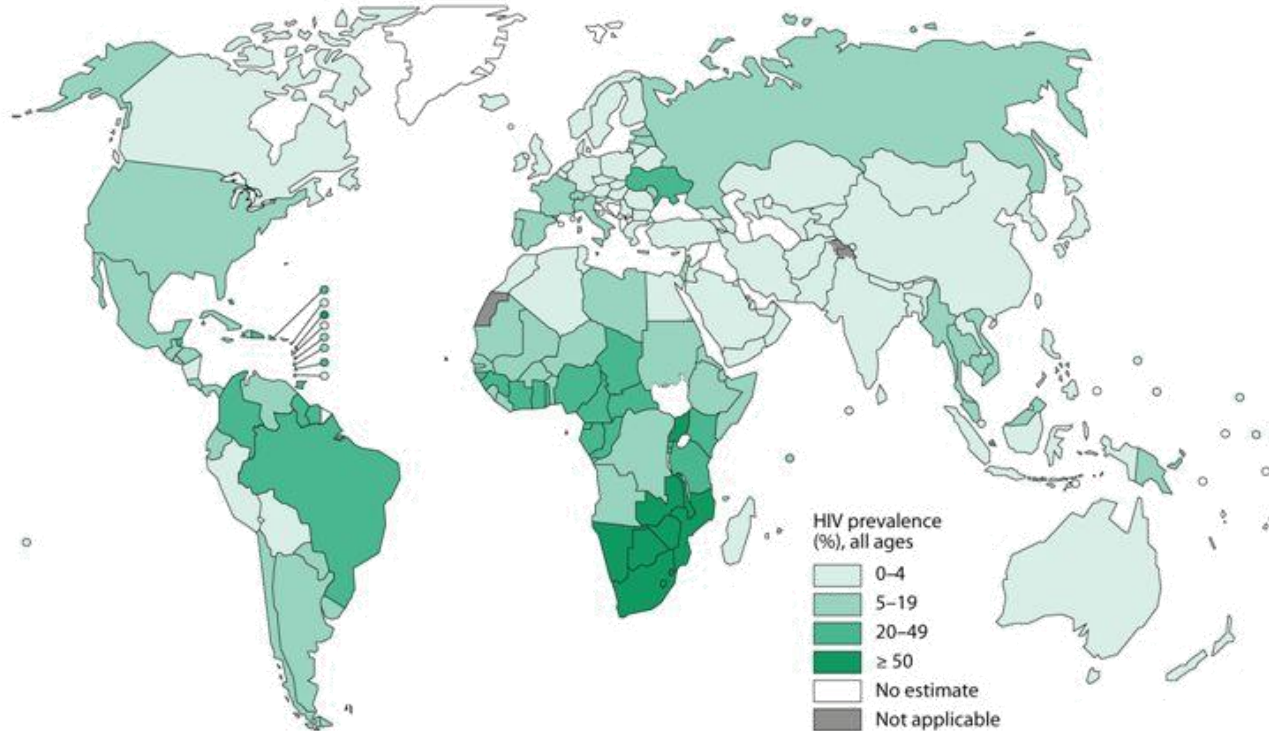 HIV prevalence
(%), all ages
0–4
5–19
20–49
≥ 50
No estimate
Not applicable